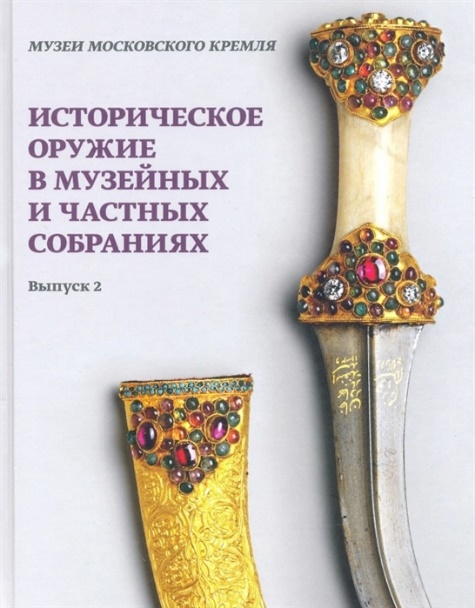 МУЗЕИ МОСКОВСКОГО КРЕМЛЯ
ИСТОРИЧЕСКОЕ
ОРУЖИЕ
В МУЗЕЙНЫХ
И ЧАСТНЫХ
СОБРАНИЯХ
Выпуск 2